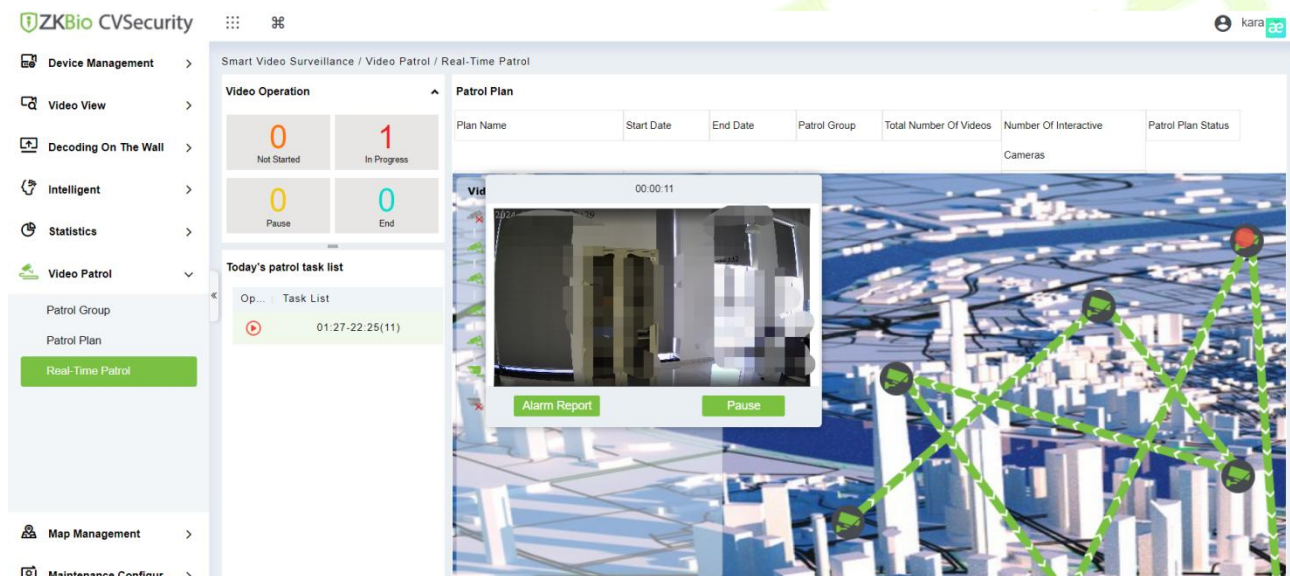 ZKBio CVSecurity
kara
æ
Device Management
Video View
Decoding On The Wall
Intelligent
Statistics
Video Patrol
Patrol Group
Patrol Plan
Real-Time Patrol
Map Management
Maintenance Configur
Smart Video Surveillance / Video Patrol / Real-Time Patrol
Video Operation
0
Not Started
1
In Progress
0
Pause
0
End
Today's patrol task list
Op... Task List
01:27-22:25(11)
Patrol Plan
Plan Name Start Date End Date Patrol Group Total Number Of Videos Number Of Interactive Cameras Patrol Plan Status
Vid
00:00:11
Alarm Report
Pause